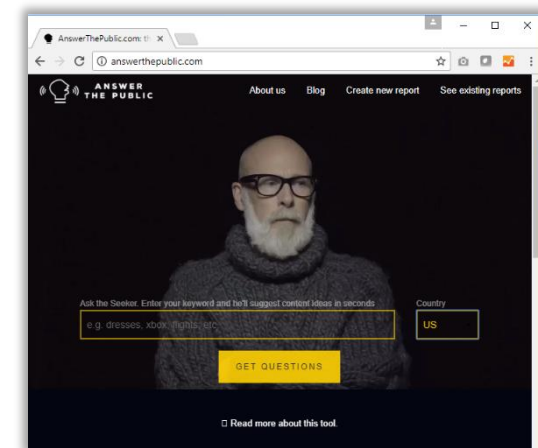 AnswerThePublic.com: th
answerthepublic.com
ANSWER
THE PUBLIC
About us Blog Create new report See existing reports
Ask the Seeker. Enter your keyword and he'll suggest content ideas in seconds
Country
e.g. dresses, xbox, flights, etc
US
GET QUESTIONS
Read more about this tool.